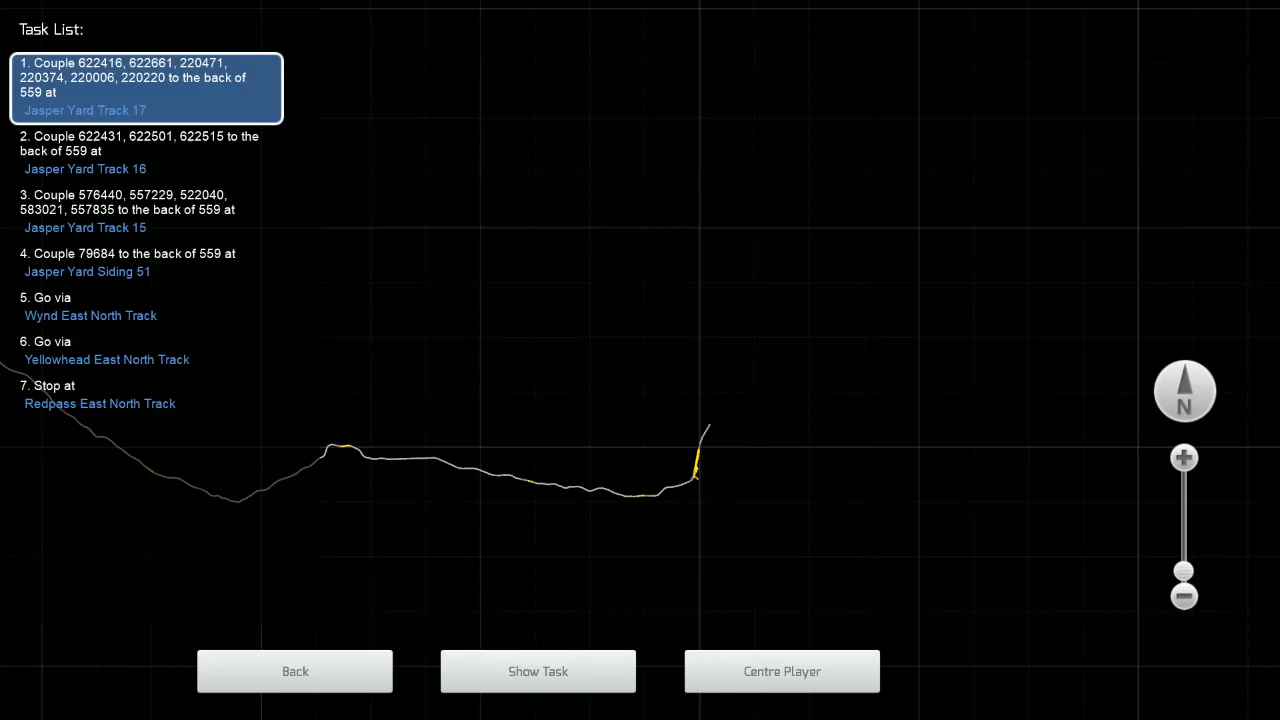 Task List:
1. Couple 622416, 622661, 220471,
220374, 220006, 220220 to the back of
559 at
Jasper Yard Track 17
2. Couple 622431, 622501, 622515 to the
back of 559 at
Jasper Yard Track 16
3. Couple 576440, 557229, 522040,
583021, 557835 to the back of 559 at
Jasper Yard Track 15
4. Couple 79684 to the back of 559 at
Jasper Yard Siding 51
5. Go via
Wynd East North Track
6. Go via
Yellowhead East North Track
7. Stop at
Redpass East North Track
N
Back
Show Task
Centre Player